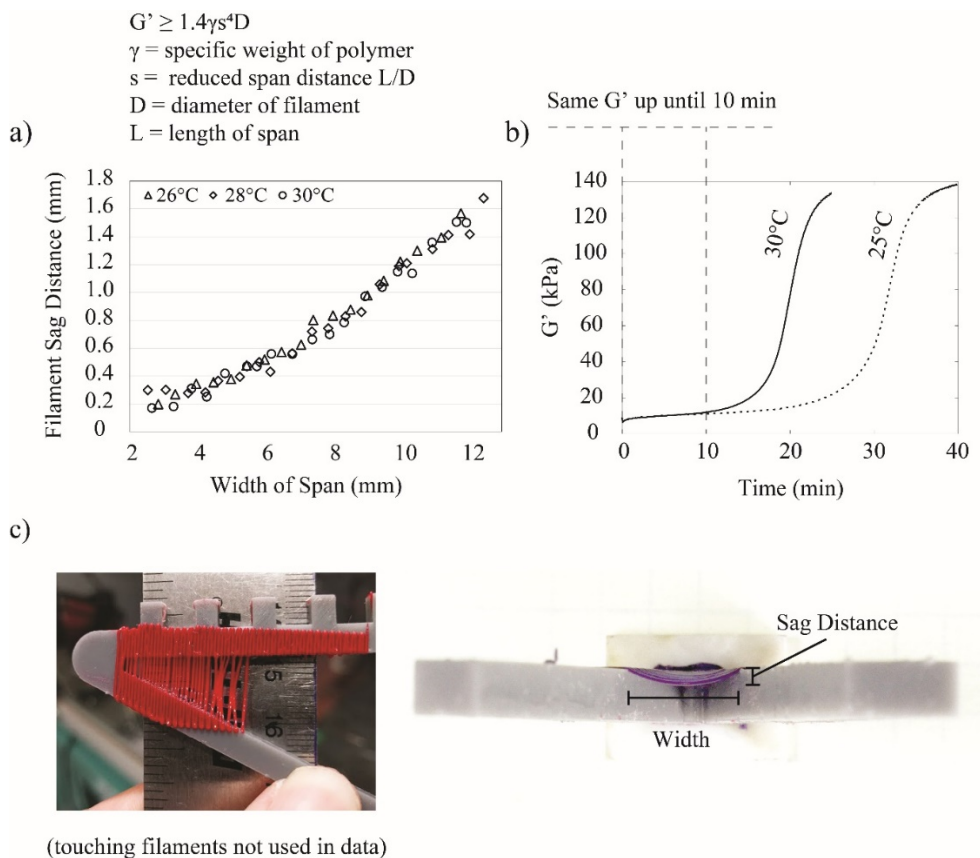 G’ ≥ 1.4γs⁴D
γ = specific weight of polymer
s = reduced span distance L/D
D = diameter of filament
L = length of span
a)
Filament Sag Distance (mm)
1.8
1.6
1.4
1.2
1
0.8
0.6
0.4
0.2
0
26°C 28°C 30°C
2 4 6 8 10 12
Width of Span (mm)
Same G’ up until 10 min
b)
G’ (kPa)
140
120
100
80
60
40
20
0
30°C
25°C
0 10 20 30 40
Time (min)
c)
5
16
(touching filaments not used in data)
Sag Distance
Width